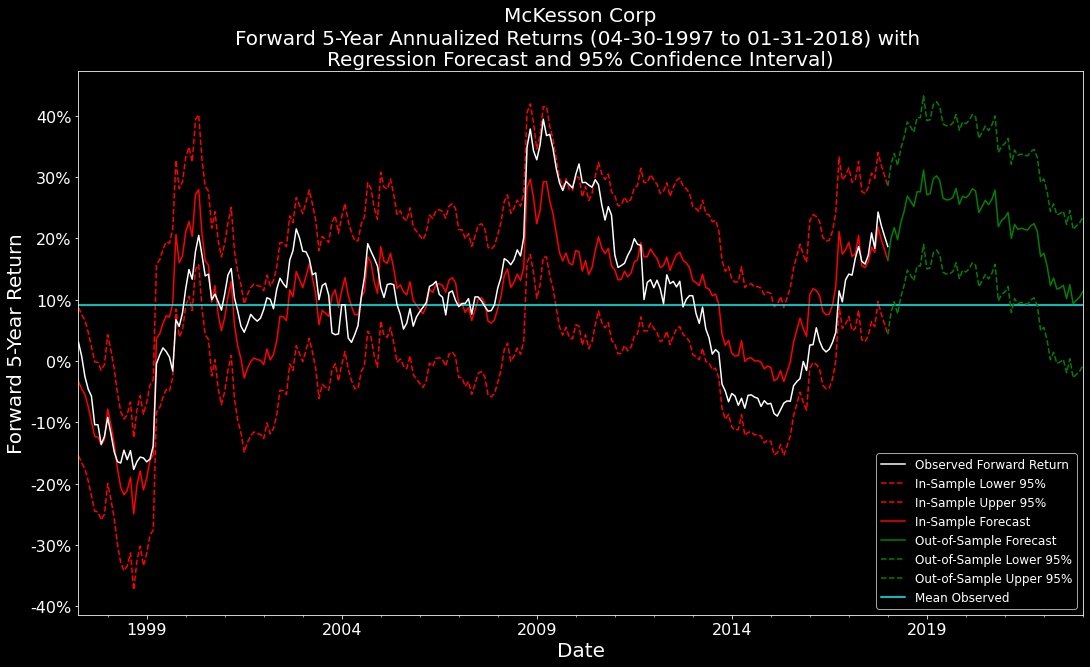 McKesson Corp
Forward 5-Year Annualized Returns (04-30-1997 to 01-31-2018) with
Regression Forecast and 95% Confidence Interval)
Forward 5-Year Return
40%
30%
20%
10%
0%
-10%
-20%
-30%
-40%
Observed Forward Return
In-Sample Lower 95%
In-Sample Upper 95%
In-Sample Forecast
Out-of-Sample Forecast
Out-of-Sample Lower 95%
Out-of-Sample Upper 95%
Mean Observed
1999 2004 2009 2014 2019
Date